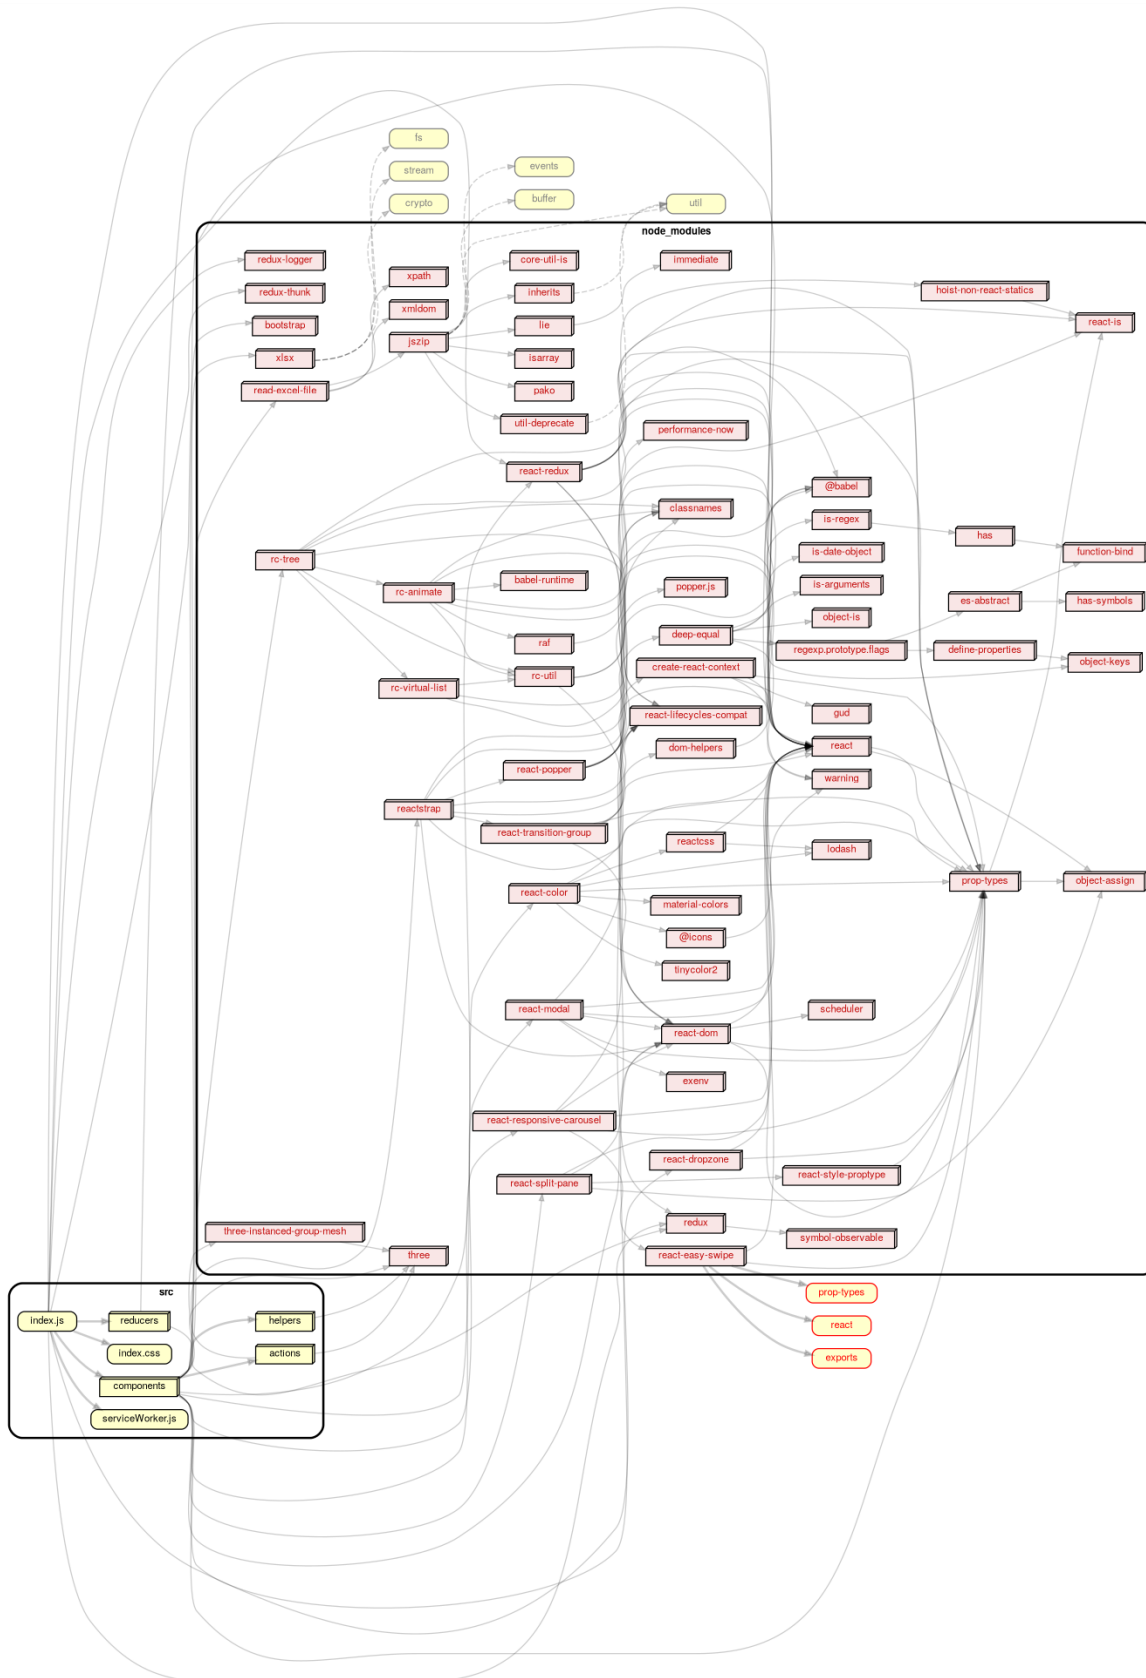 fs
stream
crypto
events
buffer
util
node_modules
redux-logger
redux-thunk
bootstrap
xlsx
read-excel-file
xpath
xmldom
jszip
core-util-is
inherits
lie
isarray
pako
util-deprecate
immediate
hoist-non-react-statics
react-is
performance-now
react-redux
@babel
classnames
is-regex
has
function-bind
rc-tree
is-date-object
babel-runtime
rc-animate
popper.js
is-arguments
es-abstract
has-symbols
object-is
raf
deep-equal
regexp.prototype.flags
define-properties
object-keys
rc-util
create-react-context
rc-virtual-list
react-lifecycles-compat
gud
dom-helpers
react
react-popper
warning
reactstrap
react-transition-group
reactcss
lodash
react-color
prop-types
object-assign
material-colors
@icons
tinycolor2
react-modal
scheduler
react-dom
exenv
react-responsive-carousel
react-dropzone
react-split-pane
react-style-proptype
redux
symbol-observable
three-instanced-group-mesh
three
react-easy-swipe
src
prop-types
react
exports
index.js
reducers
helpers
index.css
actions
components
serviceWorker.js